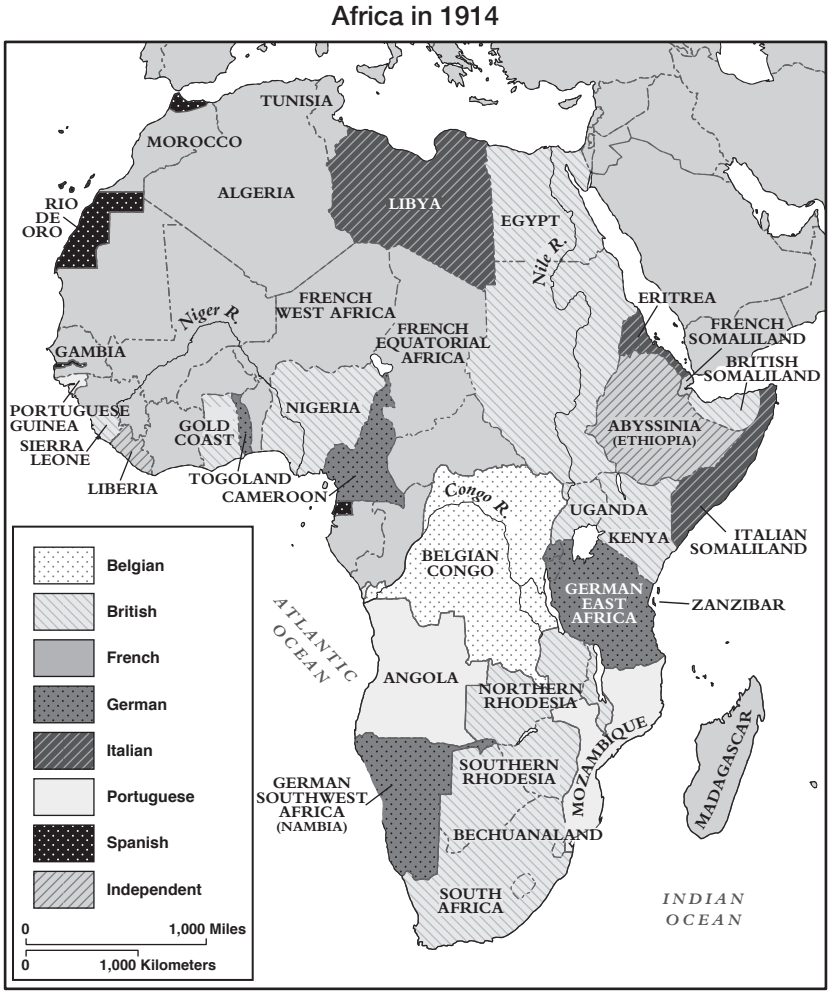 Africa in 1914
TUNISIA
MOROCCO
ALGERIA
LIBYA
EGYPT
RIO
DE
ORO
Nile R.
ERITREA
FRENCH
WEST AFRICA
Niger R.
FRENCH
EQUATORIAL
AFRICA
FRENCH
SOMALILAND
GAMBIA
BRITISH
SOMALILAND
PORTUGUESE
GUINEA
NIGERIA
GOLD
COAST
ABYSSINIA
(ETHIOPIA)
SIERRA
LEONE
LIBERIA
TOGOLAND
CAMEROON
Congo R.
UGANDA
KENYA
ITALIAN
SOMALILAND
BELGIAN
CONGO
GERMAN
EAST
AFRICA
ZANZIBAR
ATLANTIC
OCEAN
ANGOLA
NORTHERN
RHODESIA
MOZAMBIQUE
MADAGASCAR
SOUTHERN
RHODESIA
GERMAN
SOUTHWEST
AFRICA
(NAMBIA)
BECHUANALAND
SOUTH
AFRICA
INDIAN
OCEAN
Belgian
British
French
German
Italian
Portuguese
Spanish
Independent
0 1,000 Miles
0 1,000 Kilometers